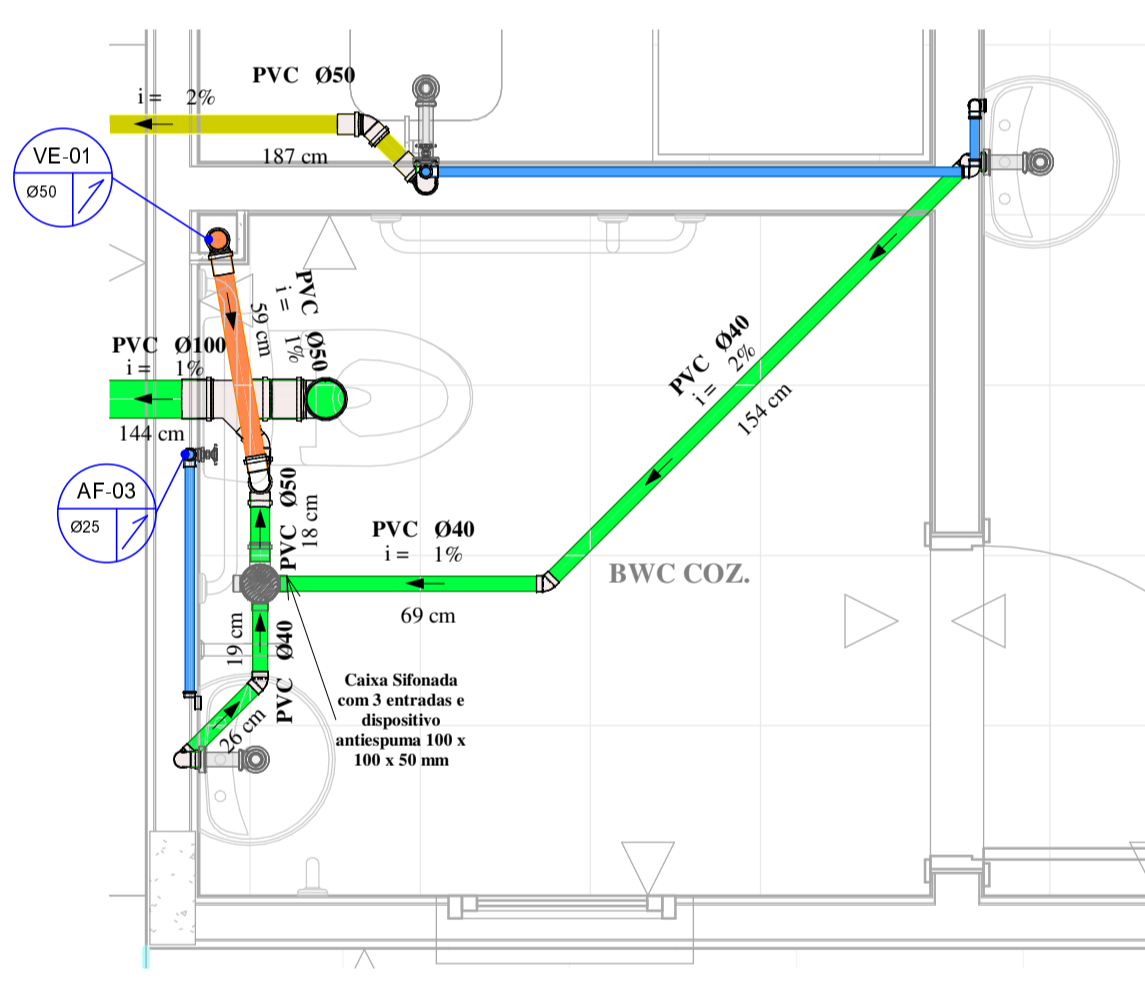 PVC Ø50
i = 2%
187 cm
VE-01
Ø50
PVC Ø50
i = 1%
59 cm
PVC Ø100
i = 1%
144 cm
AF-03
Ø25
PVC Ø50
18 cm
PVC Ø40
i = 2%
154 cm
PVC Ø40
i = 1%
69 cm
BWC COZ.
19 cm
PVC Ø40
26 cm
Caixa Sifonada
com 3 entradas e
dispositivo
antiespuma 100 x
100 x 50 mm